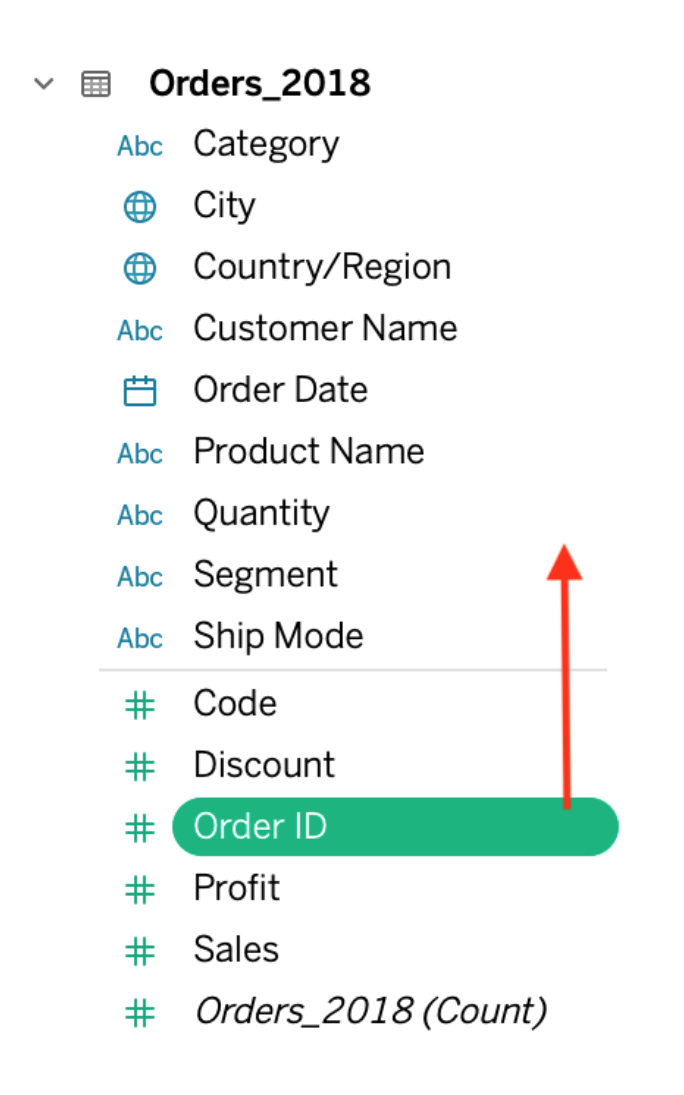 Orders_2018
Abc Category
City
Country/Region
Abc Customer Name
Order Date
Abc Product Name
Abc Quantity
Abc Segment
Abc Ship Mode
# Code
# Discount
# Order ID
# Profit
# Sales
# Orders_2018 (Count)